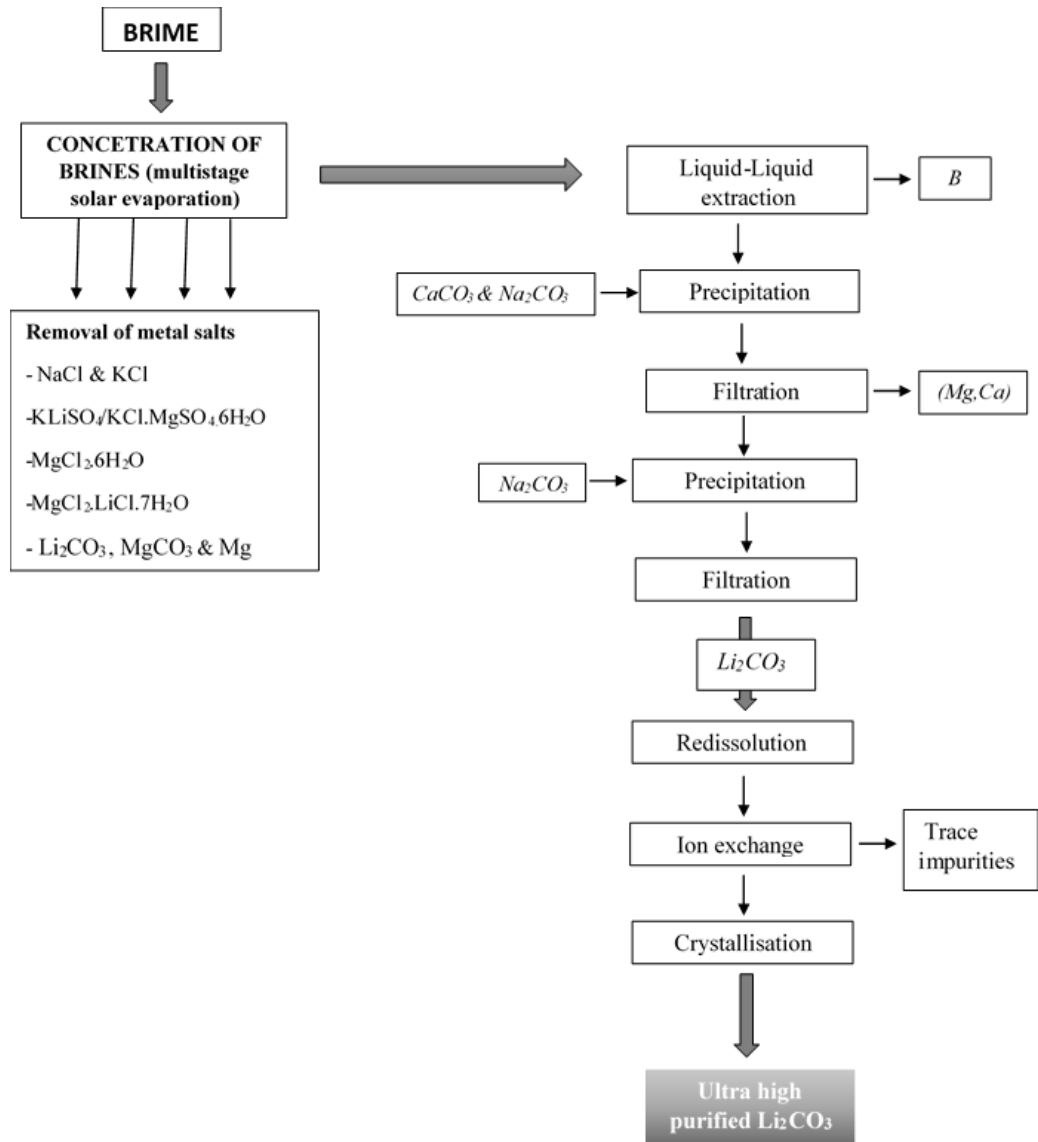 BRIME
CONCETRATION OF
BRINES (multistage
solar evaporation)
Removal of metal salts
- NaCl & KCl
-KLiSO₄/KCl.MgSO₄.6H₂O
-MgCl₂.6H₂O
-MgCl₂.LiCl.7H₂O
- Li₂CO₃, MgCO₃ & Mg
Liquid-Liquid
extraction
B
CaCO₃ & Na₂CO₃
Precipitation
Filtration
(Mg,Ca)
Na₂CO₃
Precipitation
Filtration
Li₂CO₃
Redissolution
Ion exchange
Trace
impurities
Crystallisation
Ultra high
purified Li₂CO₃